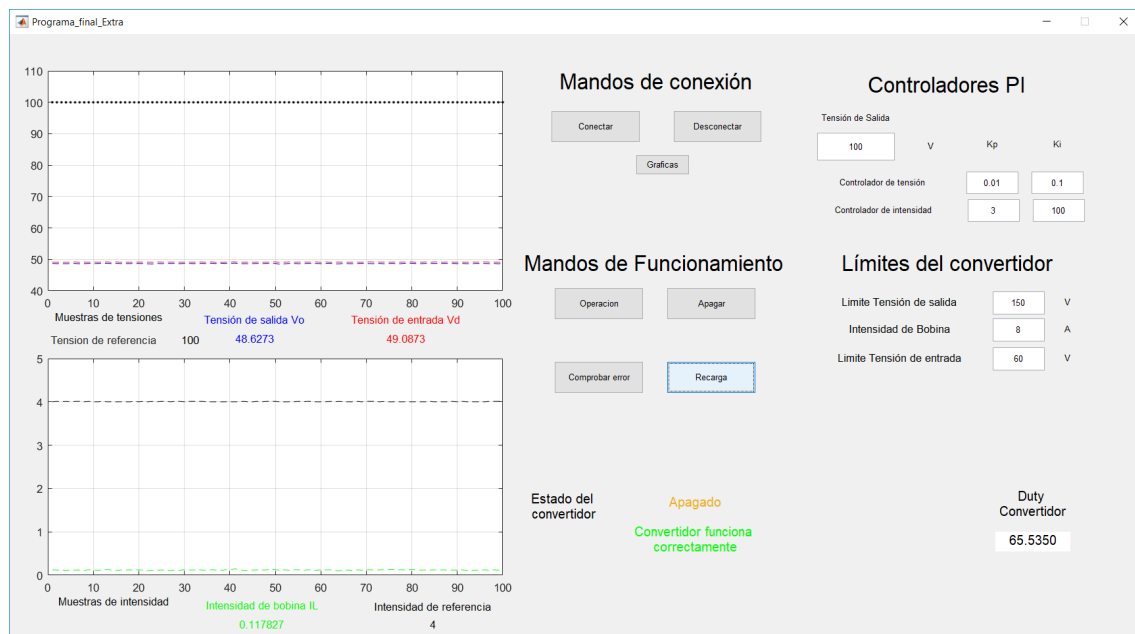 Programa_final_Extra
110
100
90
80
70
60
50
40
0 10 20 30 40 50 60 70 80 90 100
Muestras de tensiones
Tensión de salida Vo
Tensión de entrada Vd
Tension de referencia 100 48.6273 49.0873
5
4
3
2
1
0
0 10 20 30 40 50 60 70 80 90 100
Muestras de intensidad
Intensidad de bobina IL
Intensidad de referencia
0.117827 4
Mandos de conexión
Conectar Desconectar
Graficas
Mandos de Funcionamiento
Operacion Apagar
Comprobar error Recarga
Estado del
convertidor
Apagado
Convertidor funciona
correctamente
Controladores PI
Tensión de Salida
100 V Kp Ki
Controlador de tensión 0.01 0.1
Controlador de intensidad 3 100
Límites del convertidor
Limite Tensión de salida 150 V
Intensidad de Bobina 8 A
Limite Tensión de entrada 60 V
Duty
Convertidor
65.5350